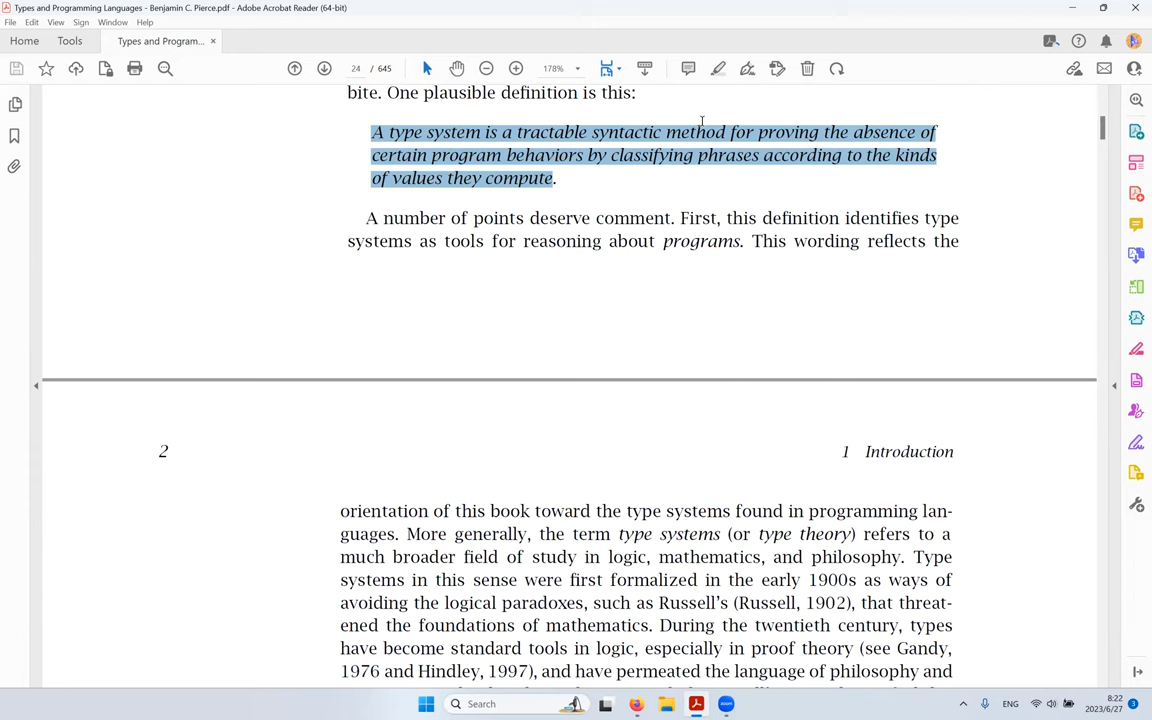 Types and Programming Languages - Benjamin C. Pierce.pdf - Adobe Acrobat Reader (64-bit)
File Edit View Sign Window Help
Home Tools Types and Program... ×
24 / 645 178%
bite. One plausible definition is this:
A type system is a tractable syntactic method for proving the absence of
certain program behaviors by classifying phrases according to the kinds
of values they compute.
A number of points deserve comment. First, this definition identifies type
systems as tools for reasoning about programs. This wording reflects the
2 1 Introduction
orientation of this book toward the type systems found in programming lan-
guages. More generally, the term type systems (or type theory) refers to a
much broader field of study in logic, mathematics, and philosophy. Type
systems in this sense were first formalized in the early 1900s as ways of
avoiding the logical paradoxes, such as Russell's (Russell, 1902), that threat-
ened the foundations of mathematics. During the twentieth century, types
have become standard tools in logic, especially in proof theory (see Gandy,
1976 and Hindley, 1997), and have permeated the language of philosophy and
Search ENG 8:22
2023/6/27 3